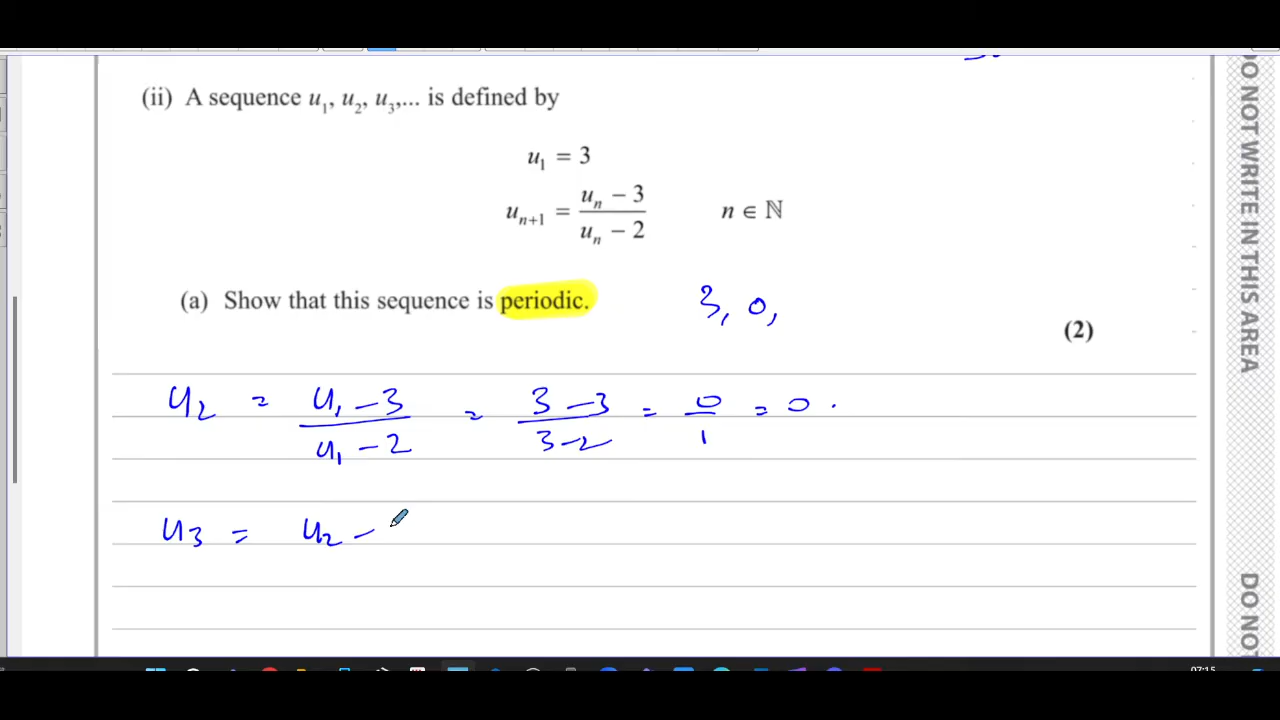 (ii) A sequence u₁, u₂, u₃,... is defined by
u₁ = 3
uₙ₊₁ = (uₙ − 3)/(uₙ − 2)   n ∈ ℕ
(a) Show that this sequence is periodic.   3, 0,
(2)
u₂ = (u₁ − 3)/(u₁ − 2) = (3 − 3)/(3 − 2) = 0/1 = 0 .
u₃ = u₂ −
DO NOT WRITE IN THIS AREA
DO NO
07:15